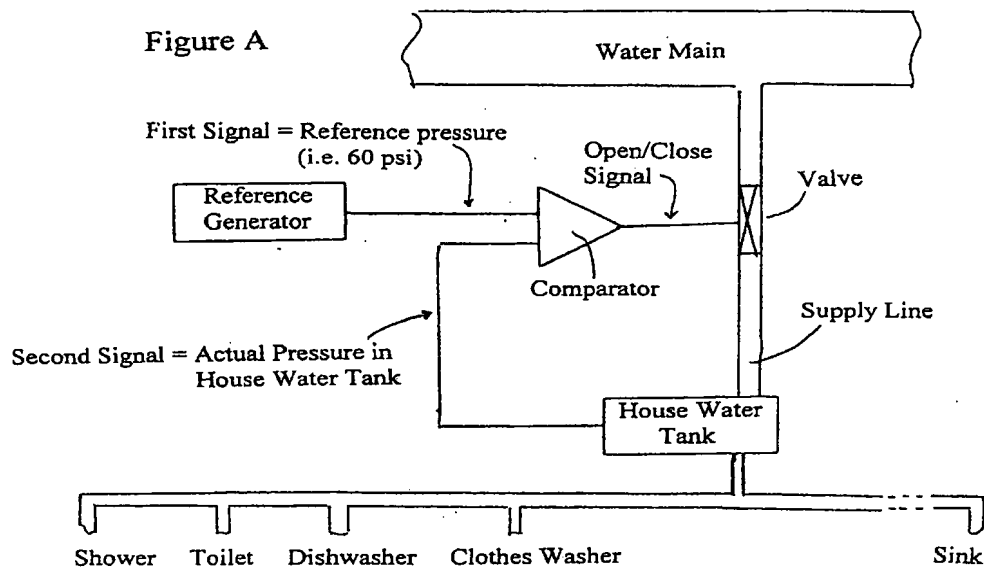 Figure A
Water Main
First Signal = Reference pressure
(i.e. 60 psi)
Open/Close
Signal
Valve
Reference
Generator
Comparator
Supply Line
Second Signal = Actual Pressure in
House Water Tank
House Water
Tank
Shower Toilet Dishwasher Clothes Washer Sink